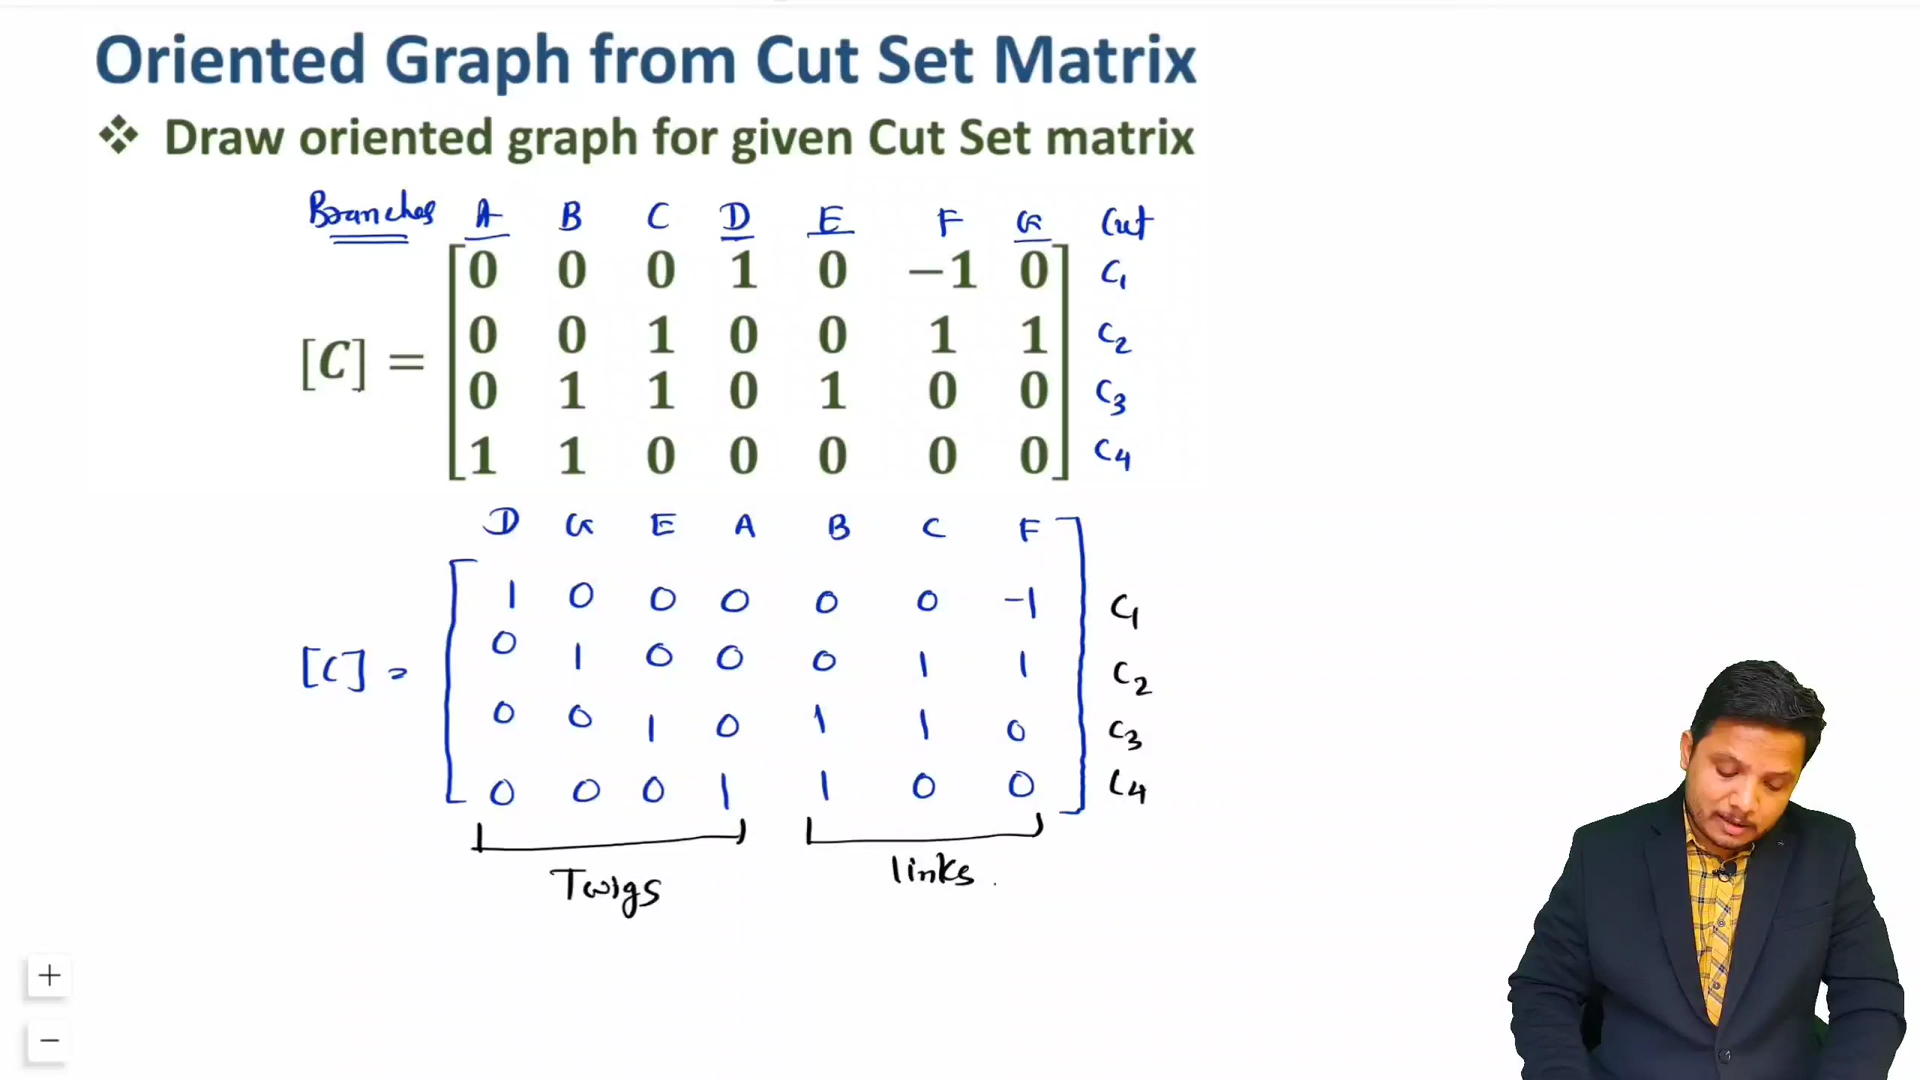 Oriented Graph from Cut Set Matrix
❖ Draw oriented graph for given Cut Set matrix
Branches A B C D E F G Cut
0 0 0 1 0 −1 0 C1
0 0 1 0 0 1 1 C2
[C] =
0 1 1 0 1 0 0 C3
1 1 0 0 0 0 0 C4
D G E A B C F
1 0 0 0 0 0 -1 C1
0 1 0 0 0 1 1 C2
[C] =
0 0 1 0 1 1 0 C3
0 0 0 1 1 0 0 C4
Twigs links.
+
−